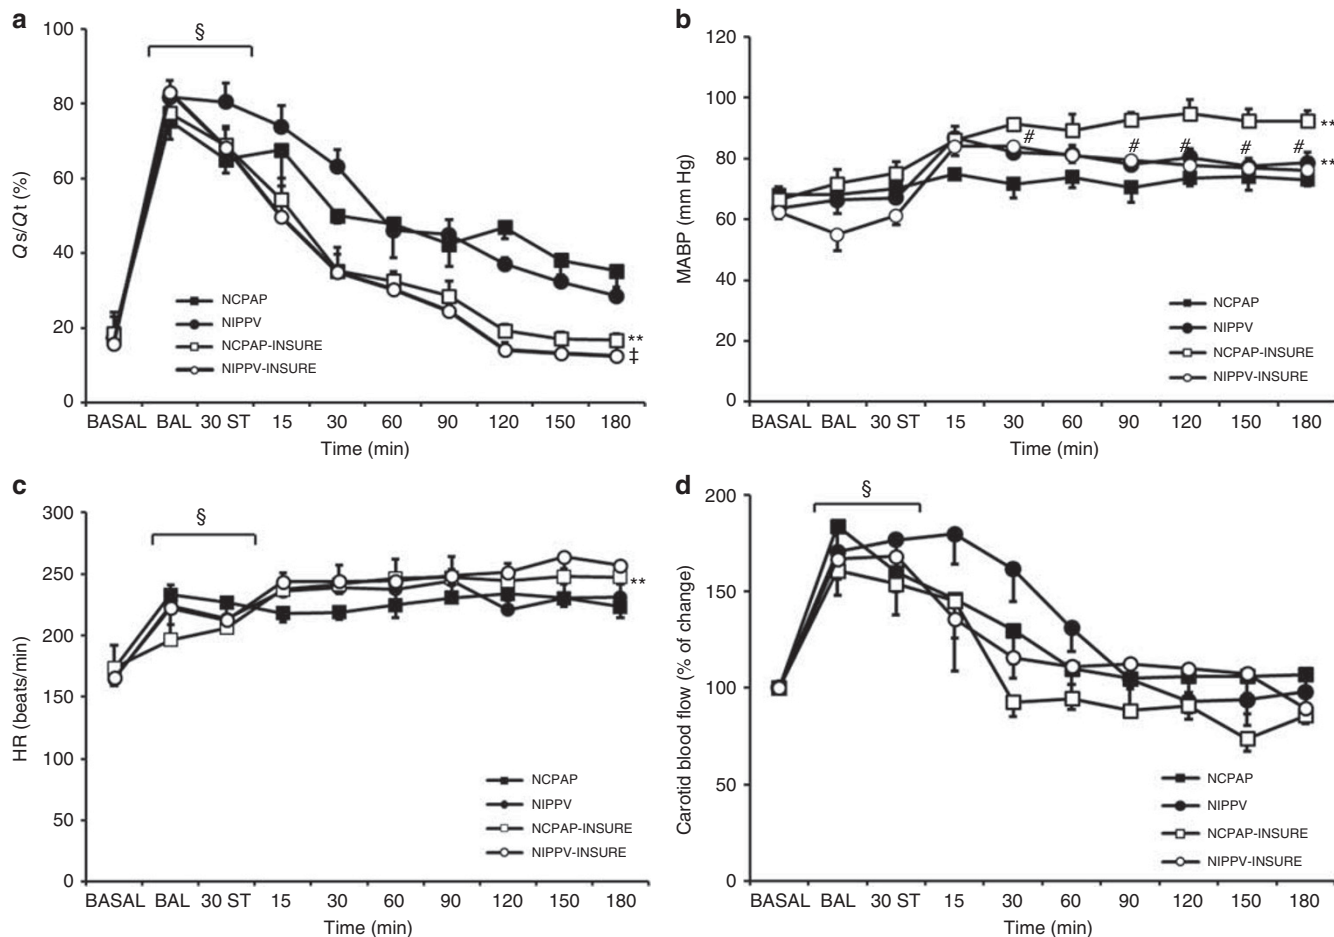 a
§
100
80
60
40
20
0
Qs/Qt (%)
NCPAP
NIPPV
NCPAP-INSURE
NIPPV-INSURE
**
‡
BASAL BAL 30 ST 15 30 60 90 120 150 180
Time (min)
b
120
100
80
60
40
20
0
MABP (mm Hg)
**
# # # # #
**
NCPAP
NIPPV
NCPAP-INSURE
NIPPV-INSURE
BASAL BAL 30 ST 15 30 60 90 120 150 180
Time (min)
c
§
300
250
200
150
100
50
0
HR (beats/min)
**
NCPAP
NIPPV
NCPAP-INSURE
NIPPV-INSURE
BASAL BAL 30 ST 15 30 60 90 120 150 180
Time (min)
d
§
200
150
100
50
0
Carotid blood flow (% of change)
NCPAP
NIPPV
NCPAP-INSURE
NIPPV-INSURE
BASAL BAL 30 ST 15 30 60 90 120 150 180
Time (min)